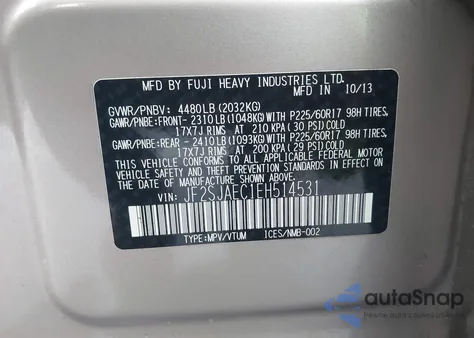 MFD BY FUJI HEAVY INDUSTRIES LTD.
10/13
GVWR/PNBV: 4480LB(2032KG)
GAWR/PNBE:FRONT- 2310LB(1048KG)WITH P225/60R17 98H TIRES,
17X7J RIMS AT 210 KPA(30 PSI)COLD
GAWR/PNBE:REAR - 2410LB(1093KG)WITH P225/60R17 98H TIRES,
17X7J RIMS AT 200 KPA(29 PSI)COLD
THIS VEHICLE CONFORMS TO ALL APPLICABLE FEDERAL MOTOR
VEHICLE SAFETY, BUMPER, AND THEFT PREVENTION
STANDARDS IN EFFECT ON THE DATE OF MANUFACTURE
SHOWN ABOVE.
VIN: JF2SJAEC1EH514531
TYPE:MPV/VTUM ICES/NMB-002
autoSnap